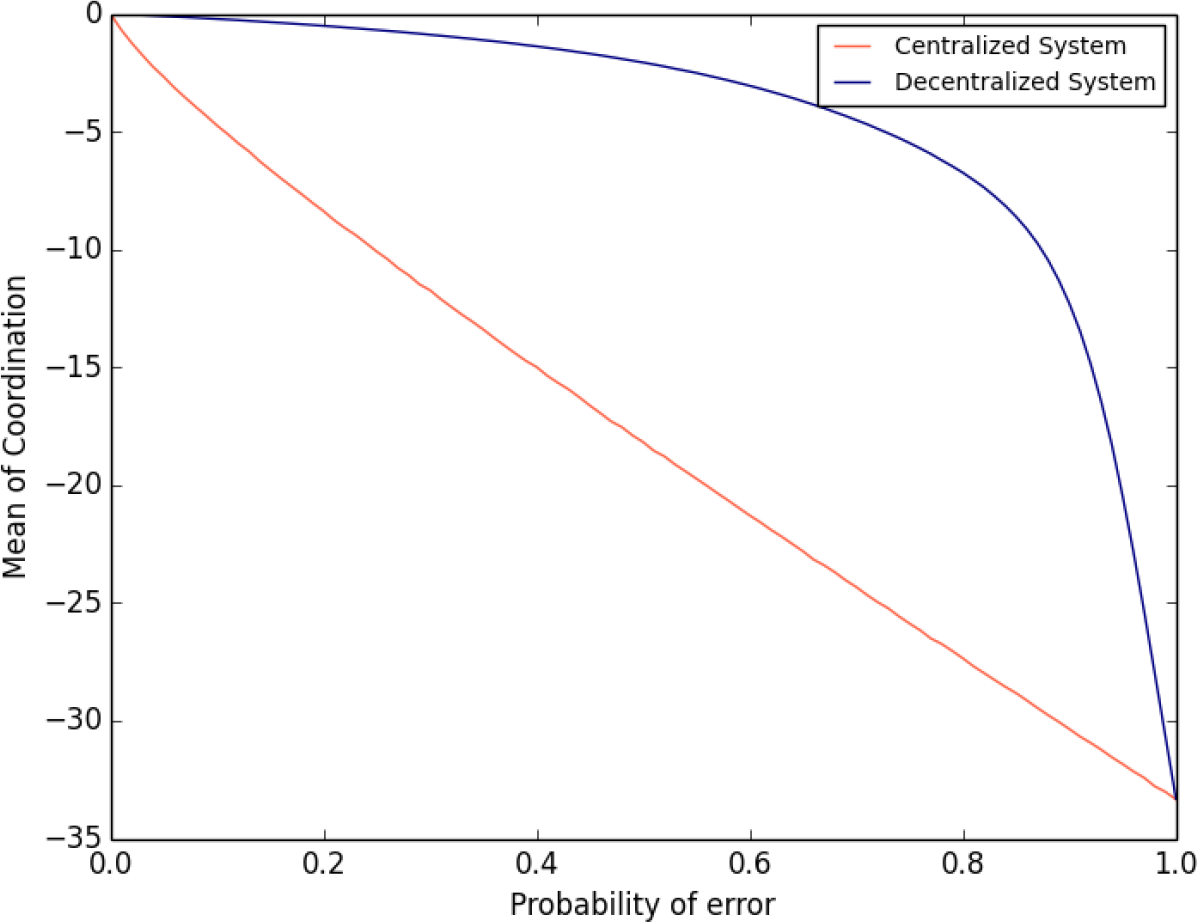 Centralized System
Decentralized System
0
−5
−10
−15
−20
−25
−30
−35
0.0 0.2 0.4 0.6 0.8 1.0
Mean of Coordination
Probability of error